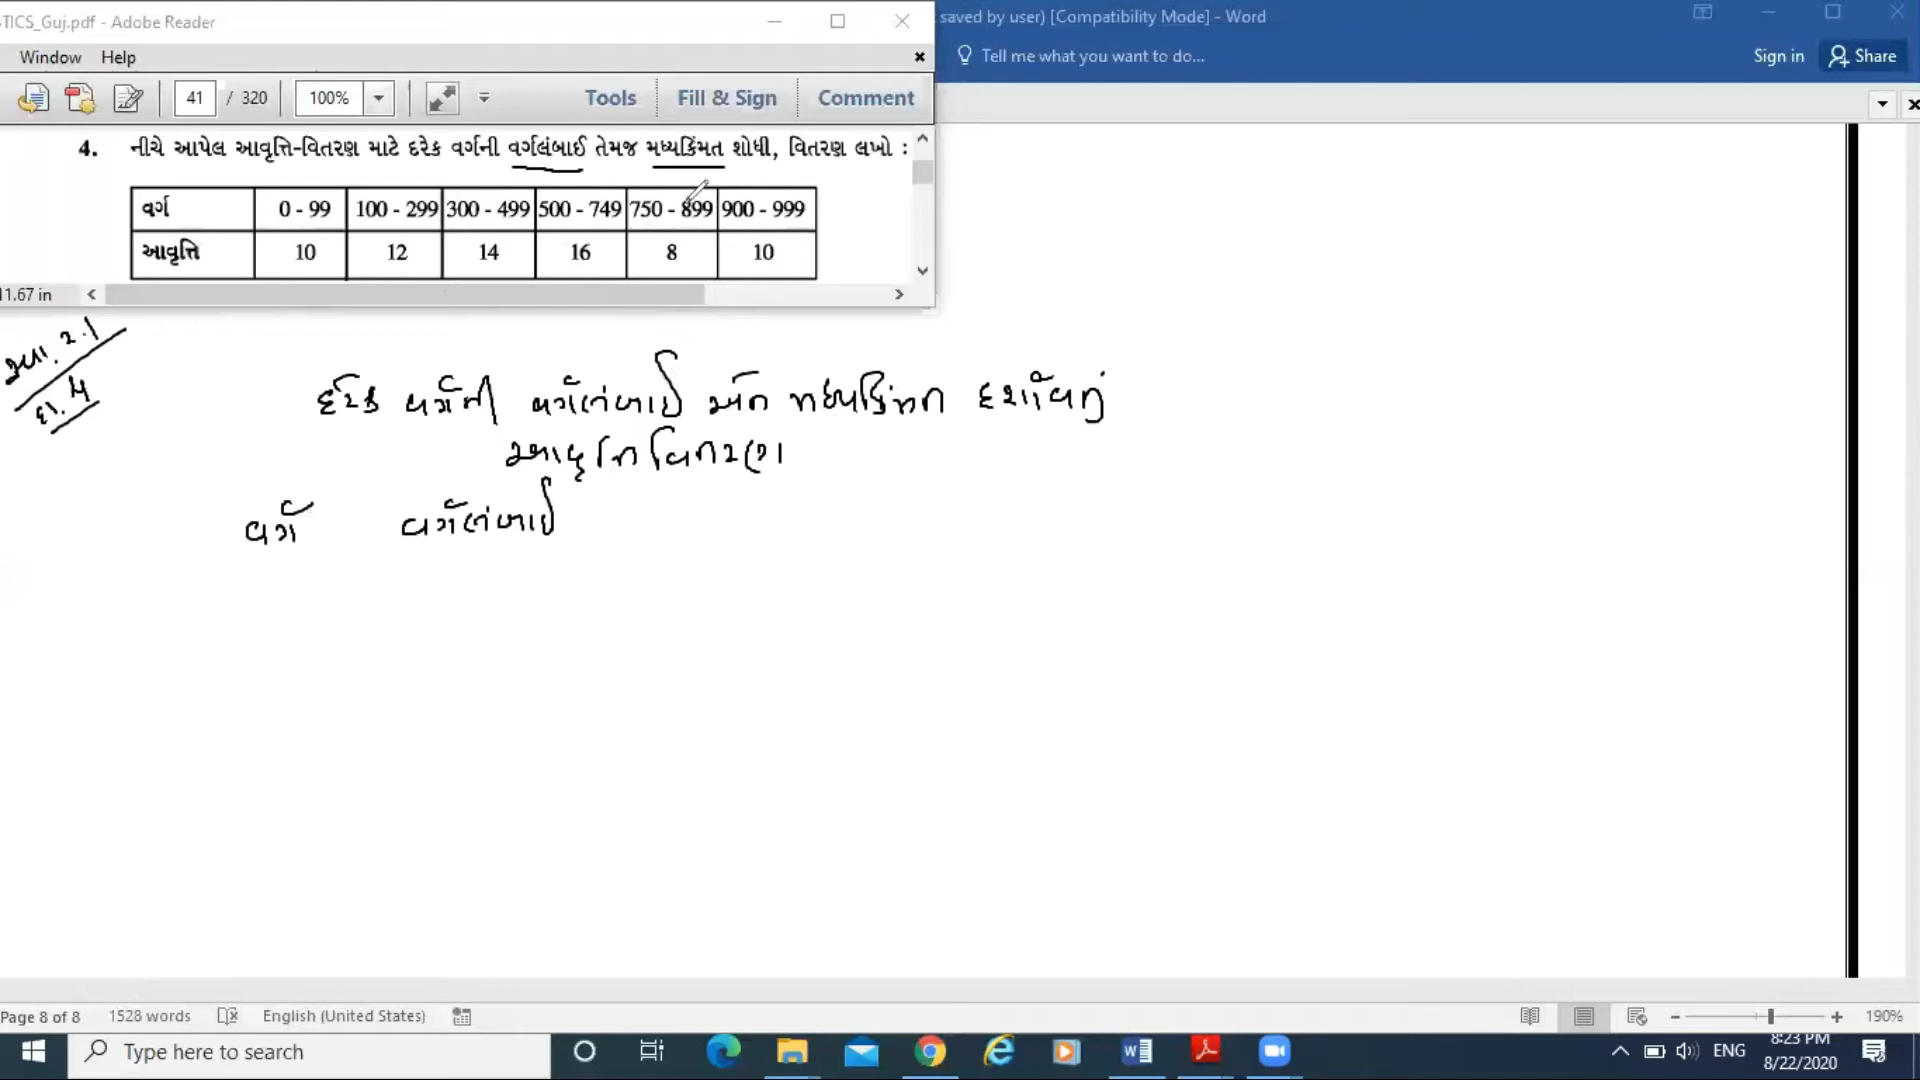 STICS_Guj.pdf - Adobe Reader
saved by user) [Compatibility Mode] - Word
Window Help
Tell me what you want to do...
Sign in Share
41 / 320 100% Tools Fill & Sign Comment
4. નીચે આપેલ આવૃત્તિ-વિતરણ માટે દરેક વર્ગની વર્ગલંબાઈ તેમજ મધ્યકિંમત શોધી, વિતરણ લખો :
વર્ગ 0 - 99 100 - 299 300 - 499 500 - 749 750 - 899 900 - 999
આવૃત્તિ 10 12 14 16 8 10
11.67 in
સ્વા. 2.1
દા. 4
દરેક વર્ગની વર્ગલંબાઈ અને મધ્યકિંમત દર્શાવતું
આવૃત્તિ વિતરણ
વર્ગ વર્ગલંબાઈ
Page 8 of 8 1528 words English (United States) 190%
Type here to search
ENG
8:23 PM
8/22/2020